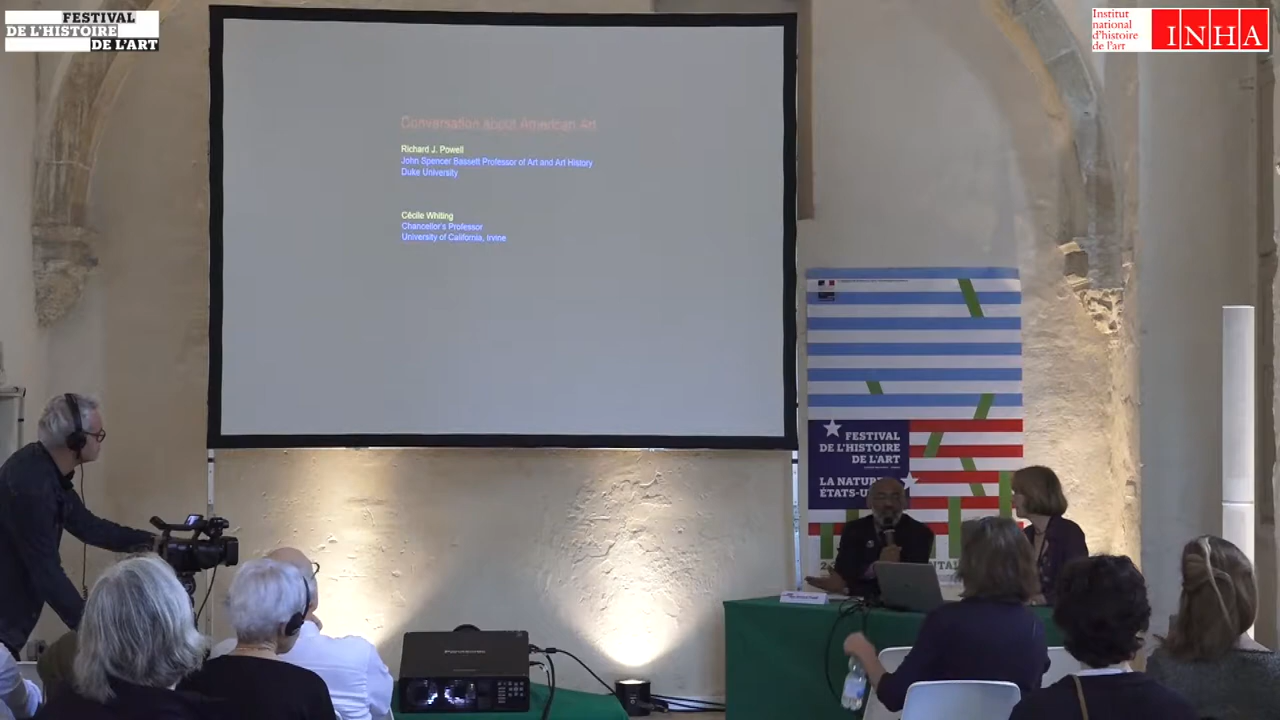 FESTIVAL
DE L'HISTOIRE
DE L'ART
Institut
national
d'histoire
de l'art
INHA
Conversation about American Art
Richard J. Powell
John Spencer Bassett Professor of Art and Art History
Duke University
Cécile Whiting
Chancellor's Professor
University of California, Irvine
FESTIVAL
DE L'HISTOIRE
DE L'ART
LA NATURE
ÉTATS-U
Panasonic